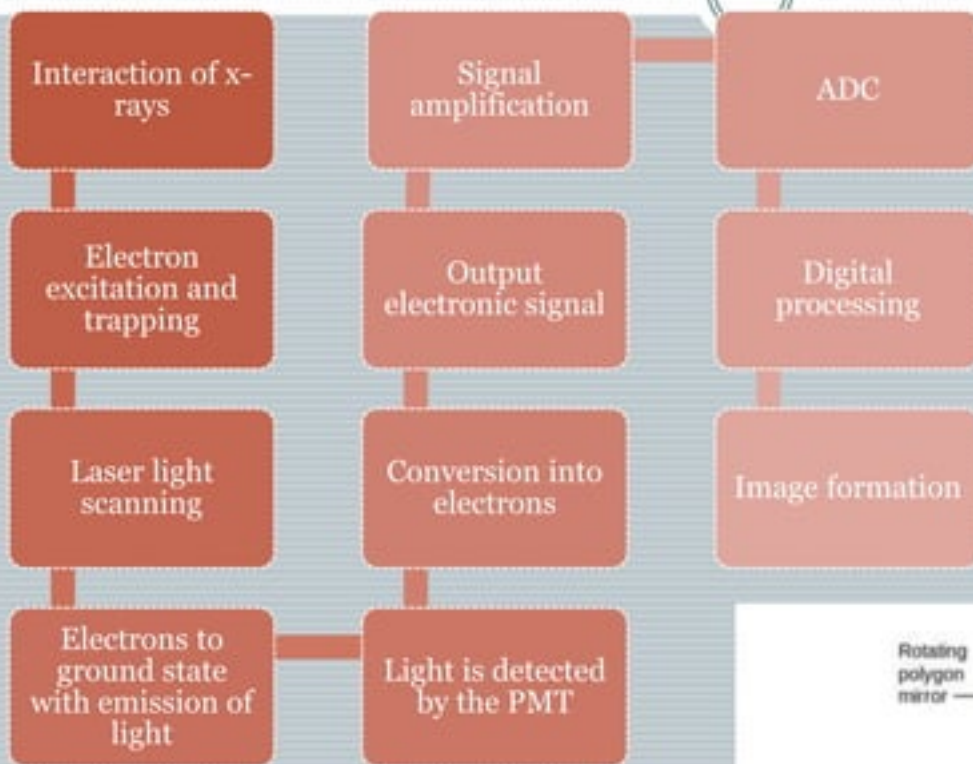 Interaction of x-
rays
Electron
excitation and
trapping
Laser light
scanning
Electrons to
ground state
with emission of
light
Light is detected
by the PMT
Conversion into
electrons
Output
electronic signal
Signal
amplification
ADC
Digital
processing
Image formation
Rotating
polygon
mirror